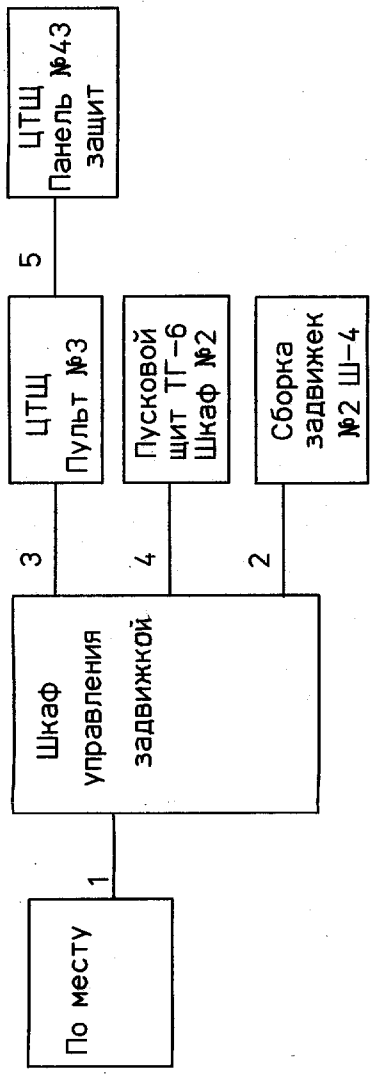 По месту
1
Шкаф
управления
задвижкой
3
4
2
ЦТЩ
Пульт №3
Пусковой
щит ТГ-6
Шкаф №2
Сборка
задвижек
№2 Ш-4
5
ЦТЩ
Панель №43
защит